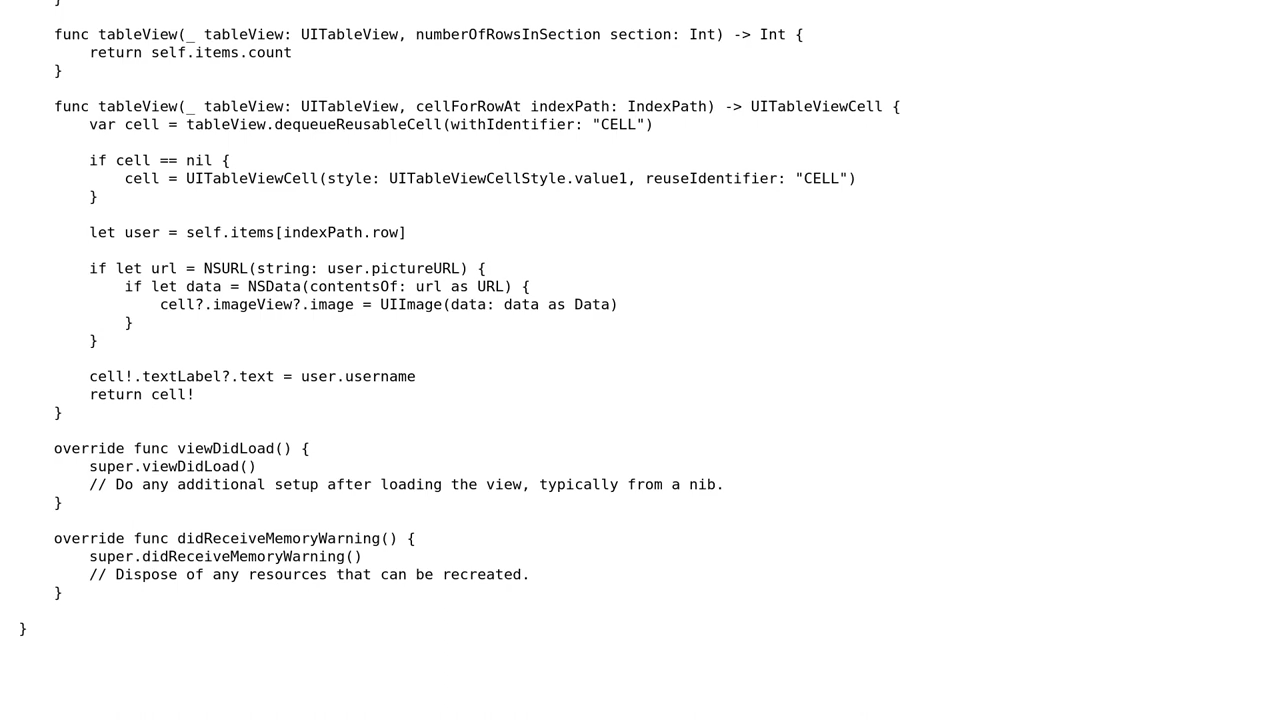 }
func tableView(_ tableView: UITableView, numberOfRowsInSection section: Int) -> Int {
return self.items.count
}
func tableView(_ tableView: UITableView, cellForRowAt indexPath: IndexPath) -> UITableViewCell {
var cell = tableView.dequeueReusableCell(withIdentifier: "CELL")
if cell == nil {
cell = UITableViewCell(style: UITableViewCellStyle.value1, reuseIdentifier: "CELL")
}
let user = self.items[indexPath.row]
if let url = NSURL(string: user.pictureURL) {
if let data = NSData(contentsOf: url as URL) {
cell?.imageView?.image = UIImage(data: data as Data)
}
}
cell!.textLabel?.text = user.username
return cell!
}
override func viewDidLoad() {
super.viewDidLoad()
// Do any additional setup after loading the view, typically from a nib.
}
override func didReceiveMemoryWarning() {
super.didReceiveMemoryWarning()
// Dispose of any resources that can be recreated.
}
}